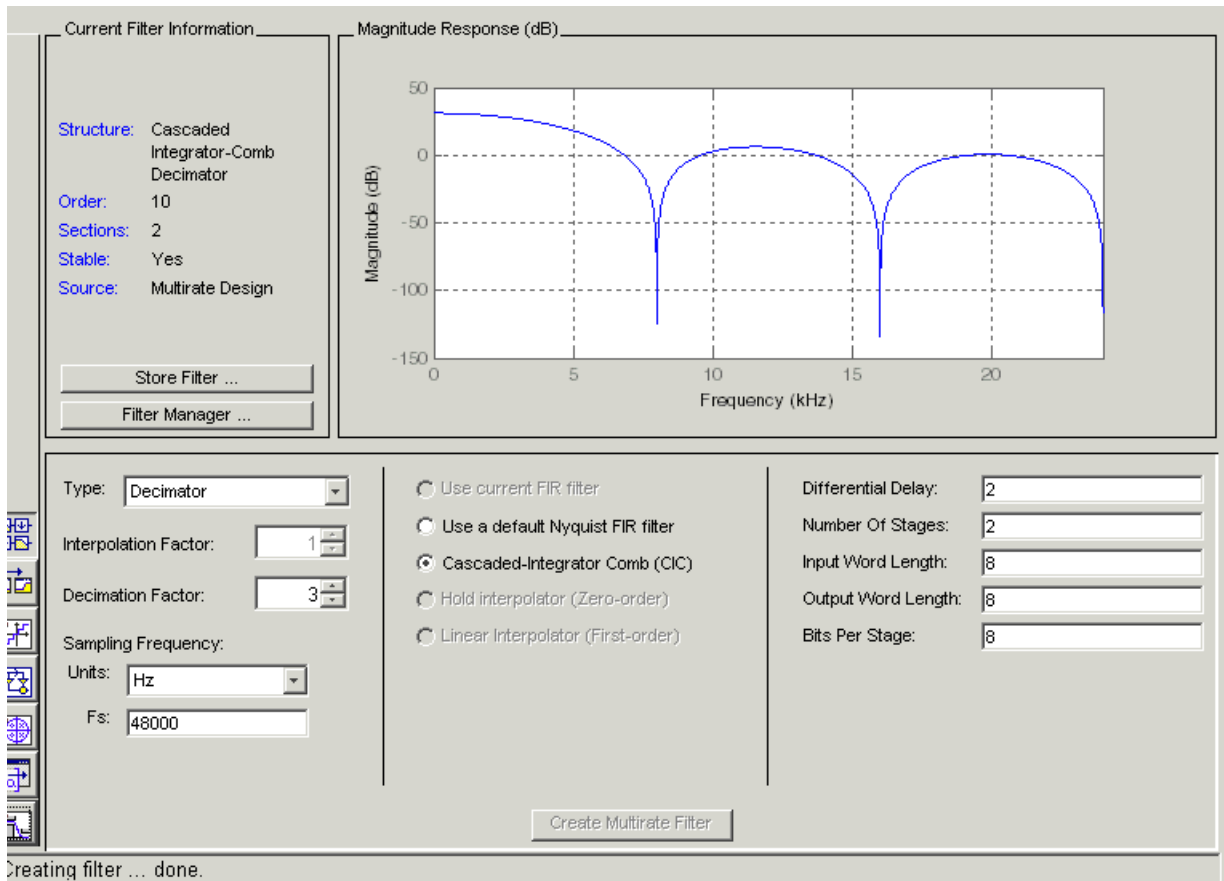 Current Filter Information
Structure: Cascaded
Integrator-Comb
Decimator
Order: 10
Sections: 2
Stable: Yes
Source: Multirate Design
Store Filter ...
Filter Manager ...
Magnitude Response (dB)
50
0
-50
-100
-150
Magnitude (dB)
0 5 10 15 20
Frequency (kHz)
Type: Decimator
Interpolation Factor: 1
Decimation Factor: 3
Sampling Frequency:
Units: Hz
Fs: 48000
Use current FIR filter
Use a default Nyquist FIR filter
Cascaded-Integrator Comb (CIC)
Hold interpolator (Zero-order)
Linear Interpolator (First-order)
Differential Delay: 2
Number Of Stages: 2
Input Word Length: 8
Output Word Length: 8
Bits Per Stage: 8
Create Multirate Filter
Creating filter ... done.